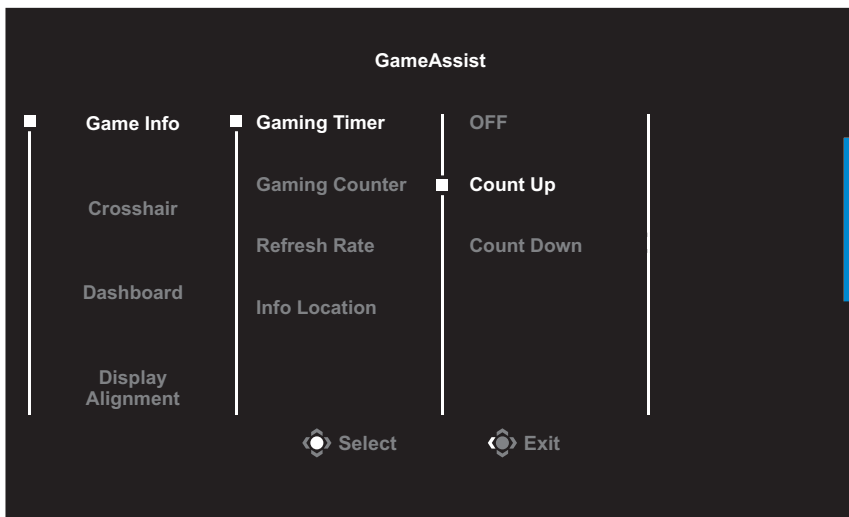 GameAssist
Game Info
Crosshair
Dashboard
Display
Alignment
Gaming Timer
Gaming Counter
Refresh Rate
Info Location
OFF
Count Up
Count Down
Select
Exit